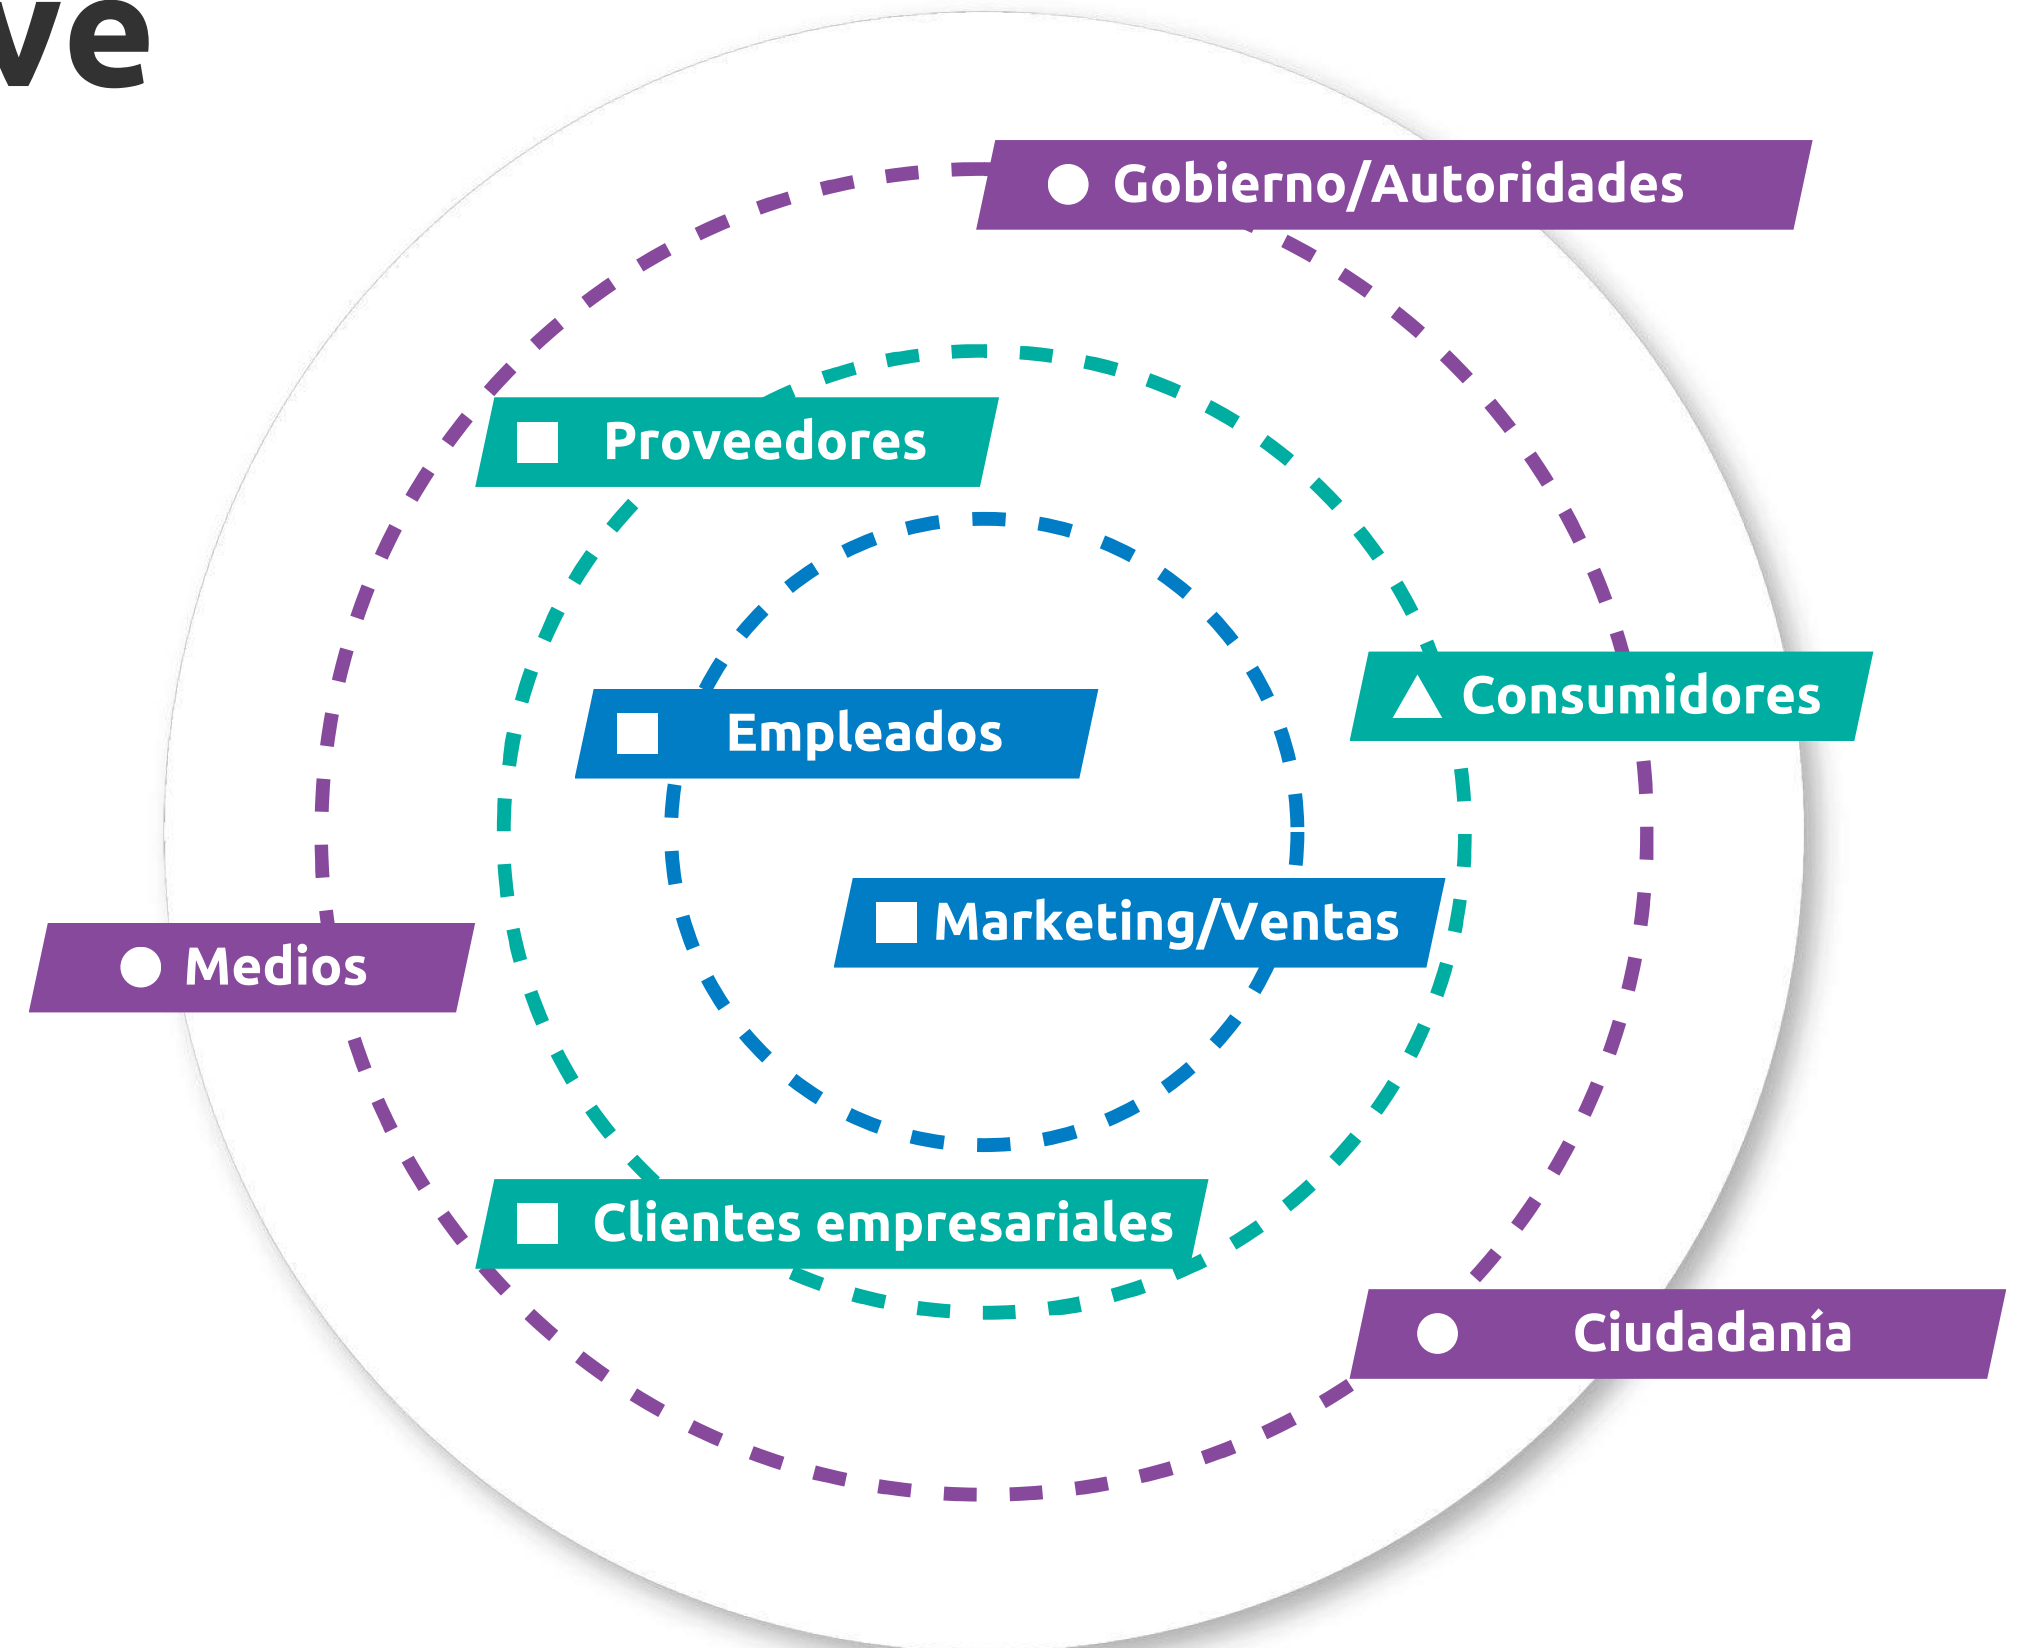 ve
Gobierno/Autoridades
Proveedores
Consumidores
Empleados
Marketing/Ventas
Medios
Clientes empresariales
Ciudadanía